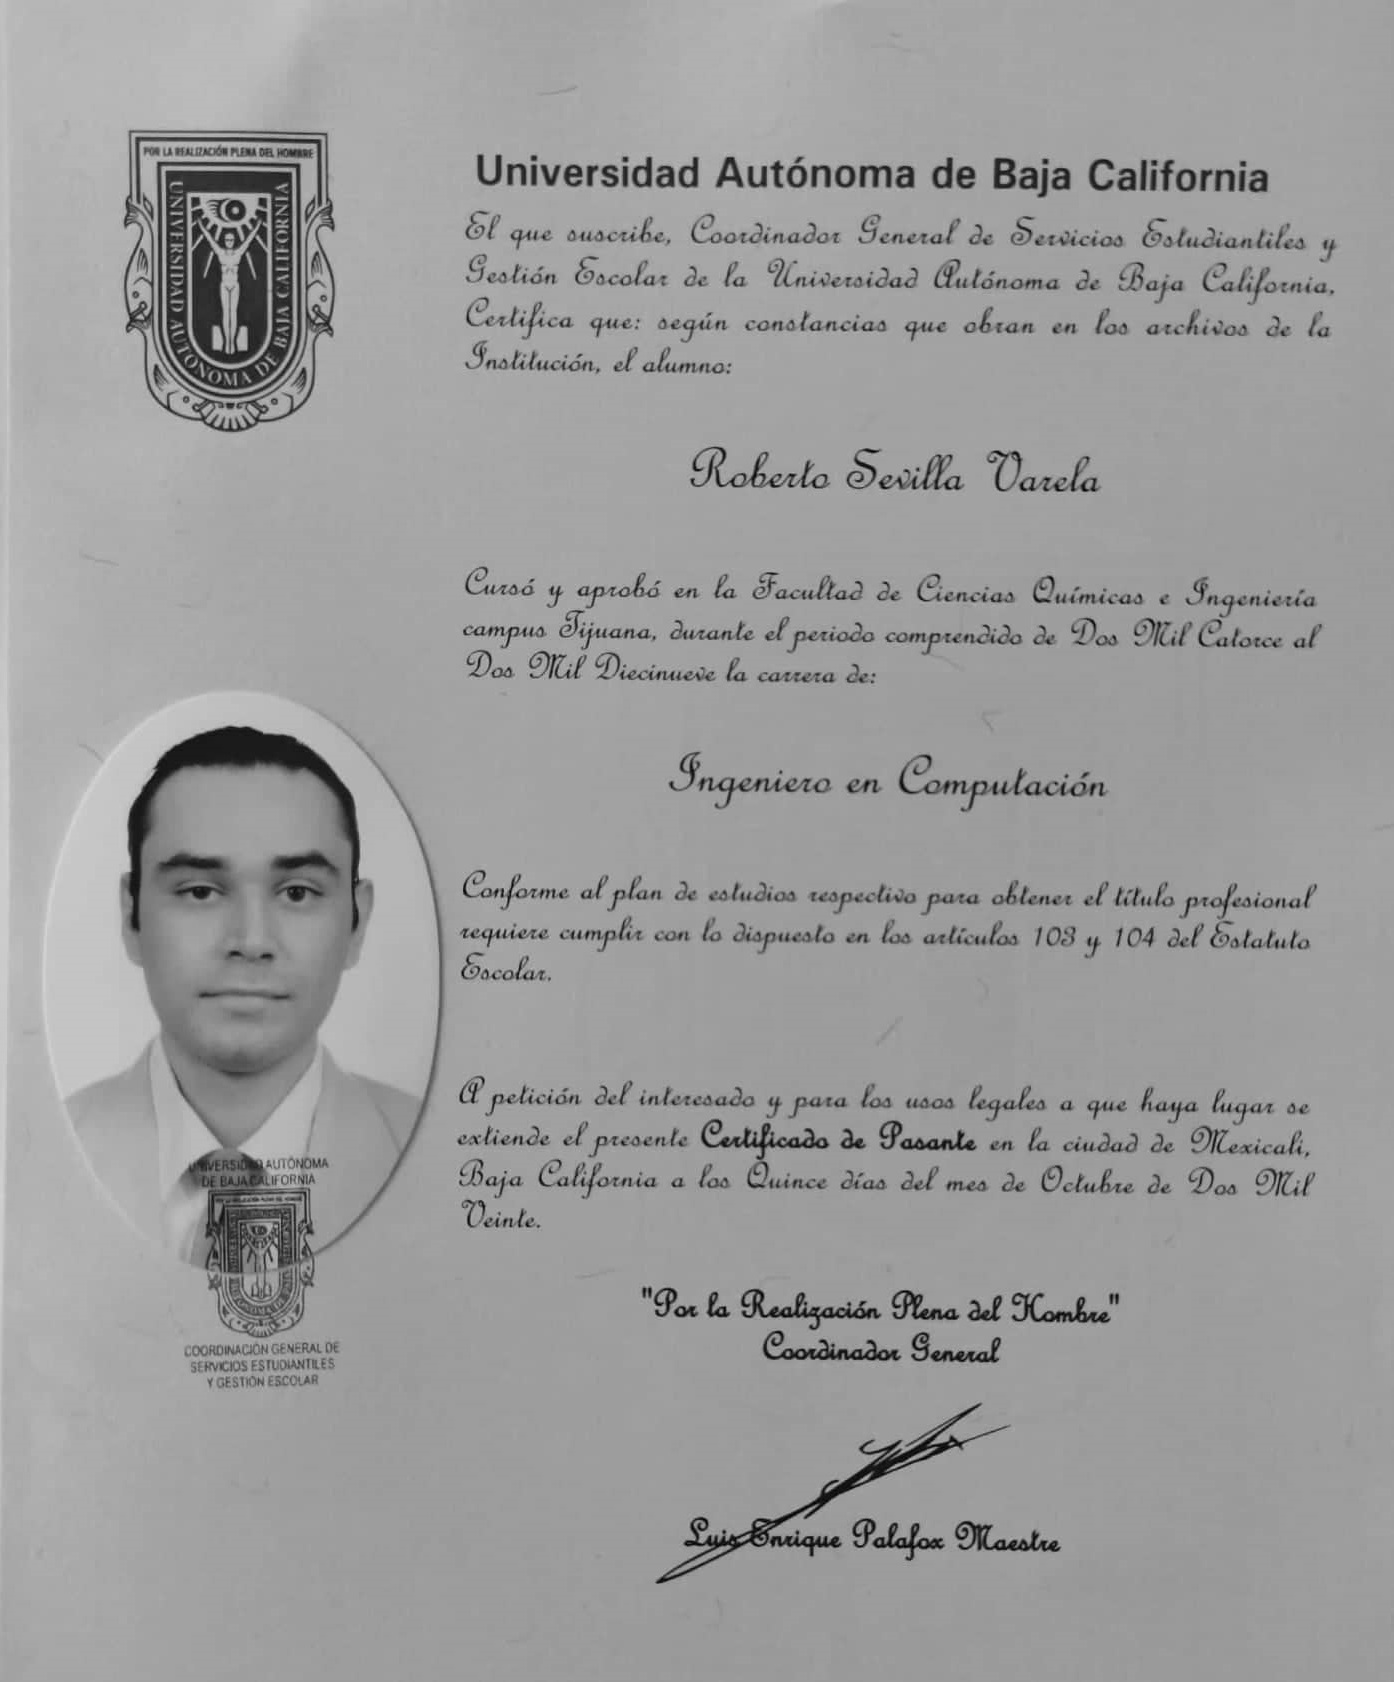 POR LA REALIZACIÓN PLENA DEL HOMBRE
UNIVERSIDAD AUTÓNOMA DE BAJA CALIFORNIA
Universidad Autónoma de Baja California
El que suscribe, Coordinador General de Servicios Estudiantiles y
Gestión Escolar de la Universidad Autónoma de Baja California,
Certifica que: según constancias que obran en los archivos de la
Institución, el alumno:
Roberto Sevilla Varela
Cursó y aprobó en la Facultad de Ciencias Químicas e Ingeniería
campus Tijuana, durante el periodo comprendido de Dos Mil Catorce al
Dos Mil Diecinueve la carrera de:
Ingeniero en Computación
Conforme al plan de estudios respectivo para obtener el título profesional
requiere cumplir con lo dispuesto en los artículos 103 y 104 del Estatuto
Escolar.
A petición del interesado y para los usos legales a que haya lugar se
extiende el presente Certificado de Pasante en la ciudad de Mexicali,
Baja California a los Quince días del mes de Octubre de Dos Mil
Veinte.
UNIVERSIDAD AUTÓNOMA
DE BAJA CALIFORNIA
COORDINACIÓN GENERAL DE
SERVICIOS ESTUDIANTILES
Y GESTIÓN ESCOLAR
"Por la Realización Plena del Hombre"
Coordinador General
Luis Enrique Palafox Maestre